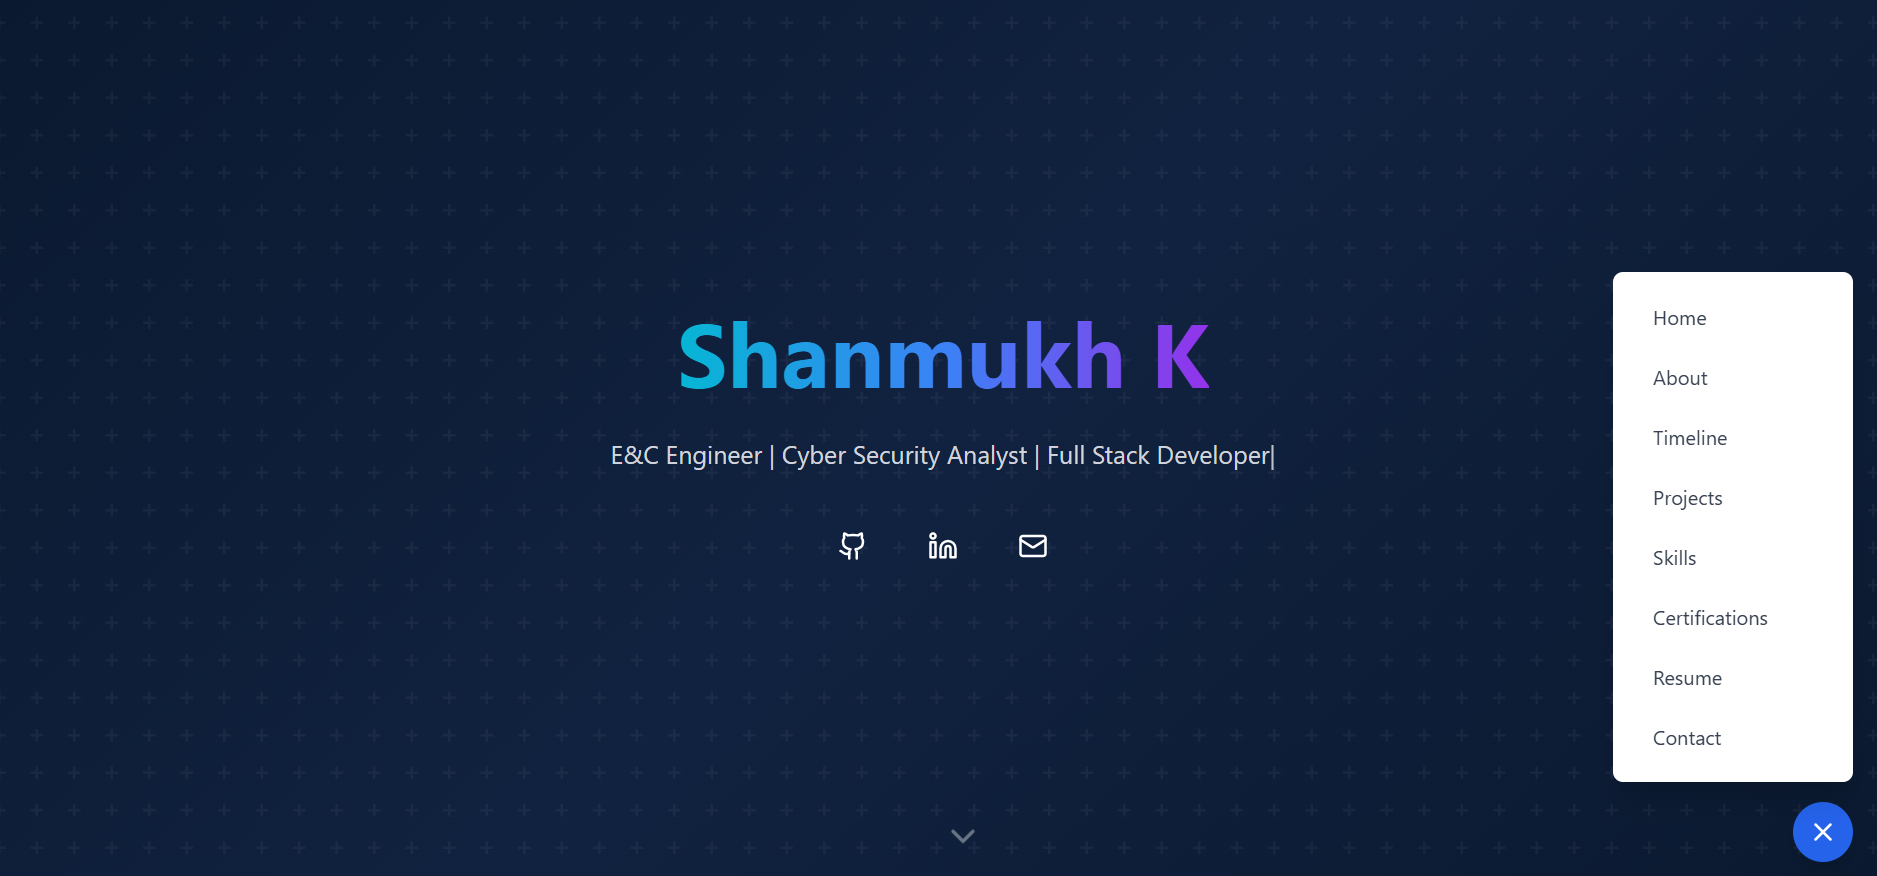 Shanmukh K
E&C Engineer | Cyber Security Analyst | Full Stack Developer|
Home
About
Timeline
Projects
Skills
Certifications
Resume
Contact